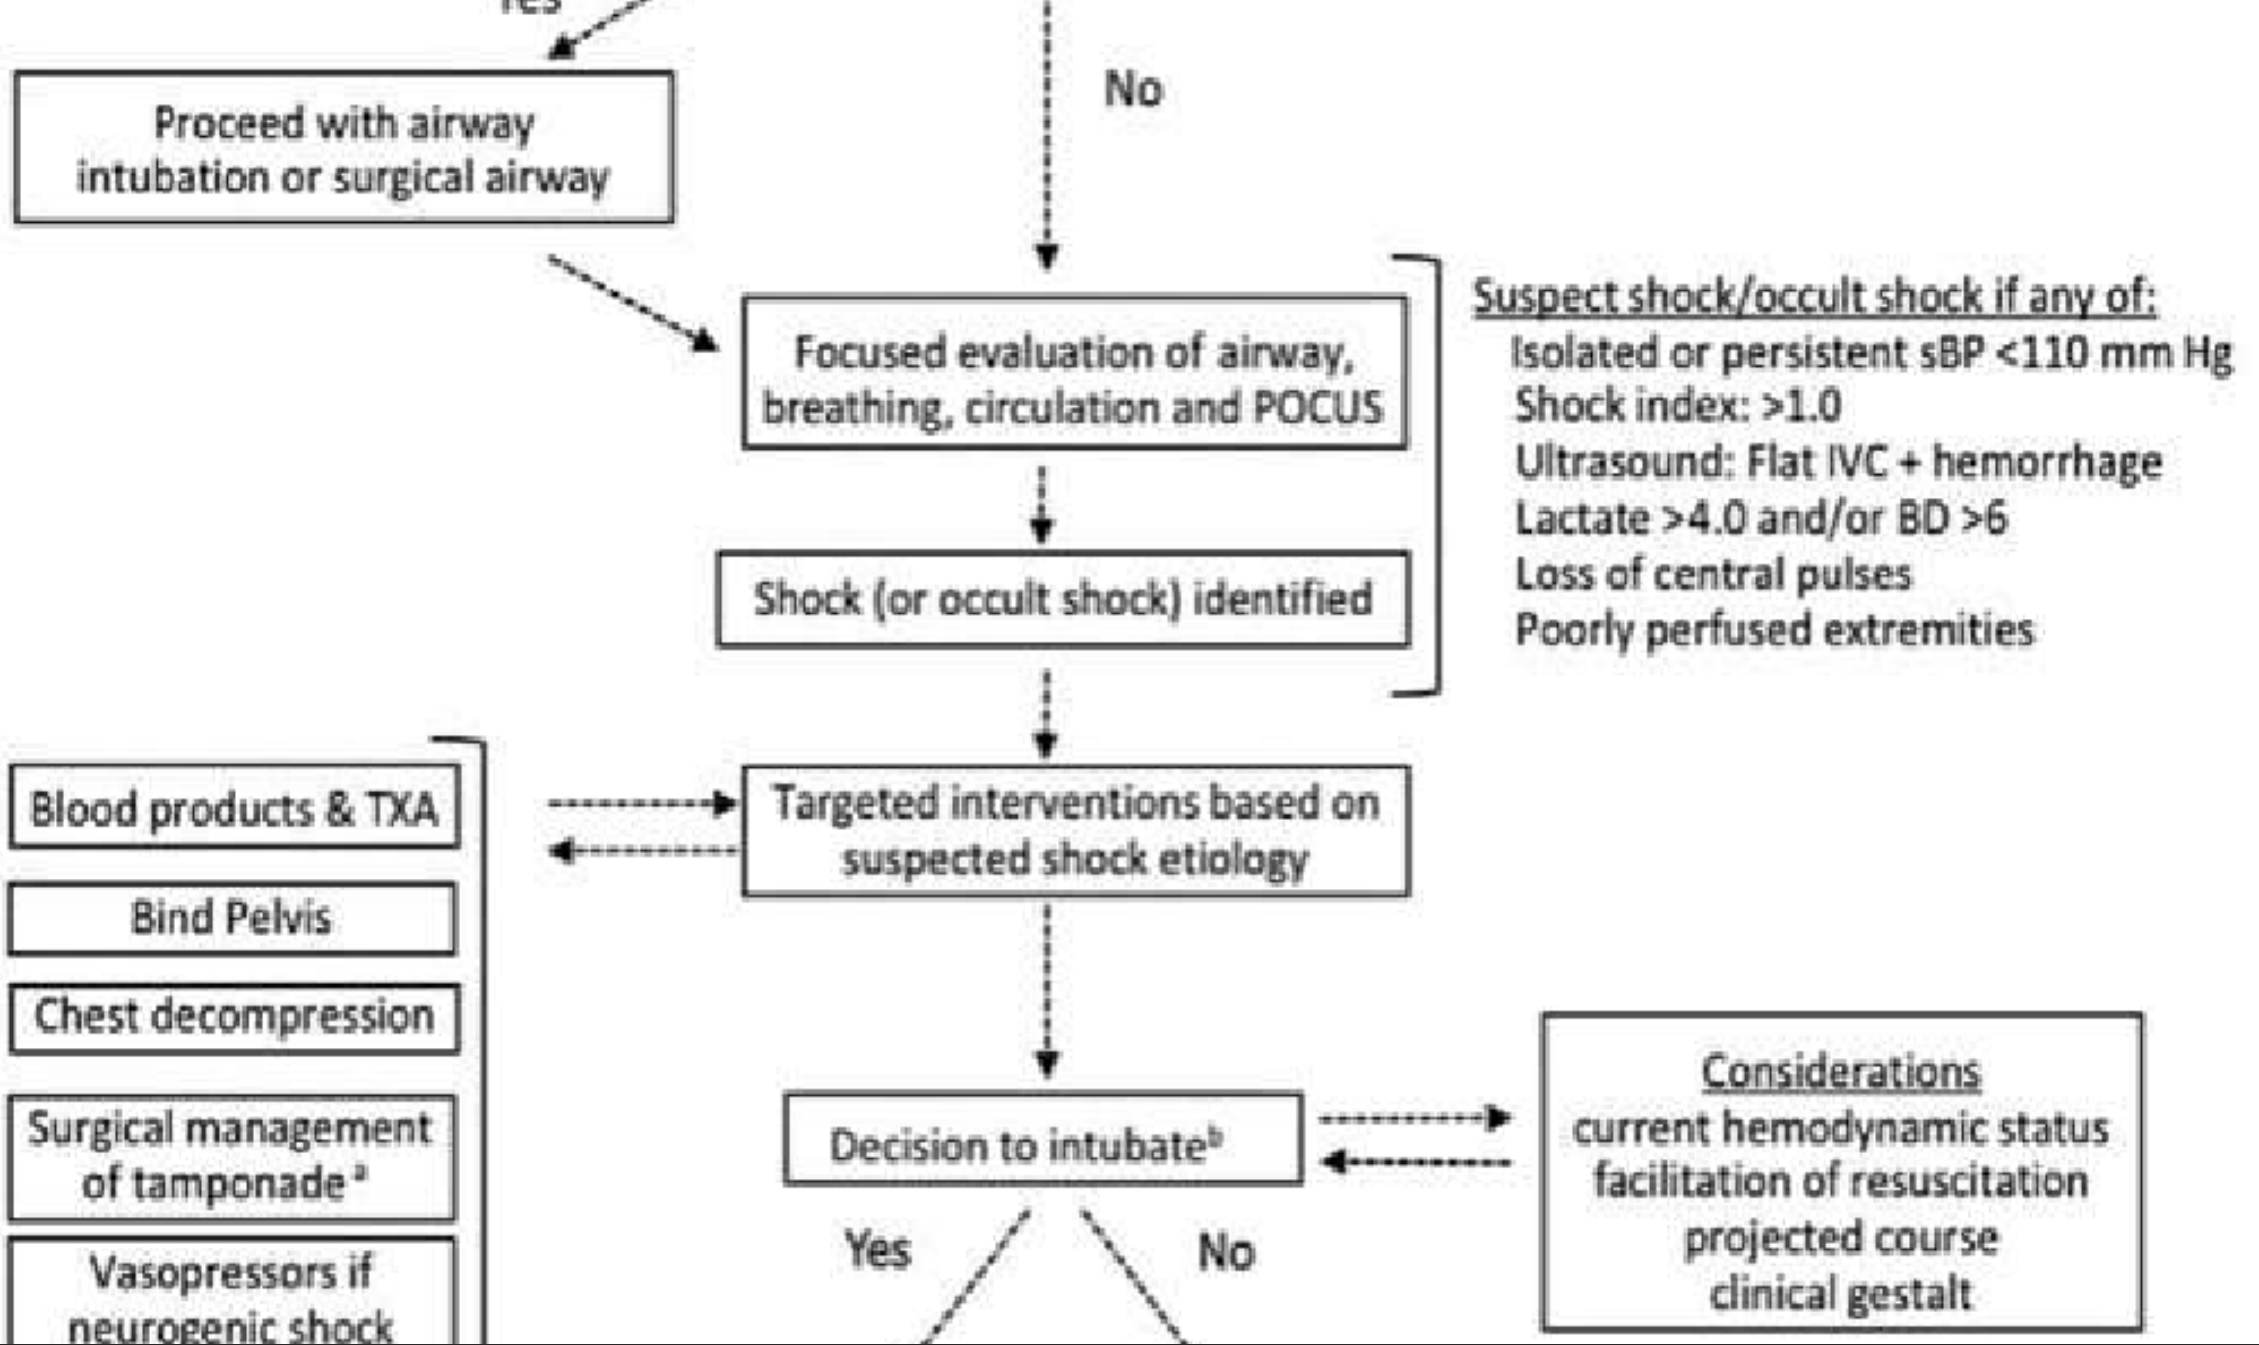 Yes
No
Proceed with airway
intubation or surgical airway
Focused evaluation of airway,
breathing, circulation and POCUS
Suspect shock/occult shock if any of:
Isolated or persistent sBP <110 mm Hg
Shock index: >1.0
Ultrasound: Flat IVC + hemorrhage
Lactate >4.0 and/or BD >6
Loss of central pulses
Poorly perfused extremities
Shock (or occult shock) identified
Targeted interventions based on
suspected shock etiology
Blood products & TXA
Bind Pelvis
Chest decompression
Surgical management
of tamponade ª
Vasopressors if
neurogenic shock
Decision to intubateᵇ
Considerations
current hemodynamic status
facilitation of resuscitation
projected course
clinical gestalt
Yes
No